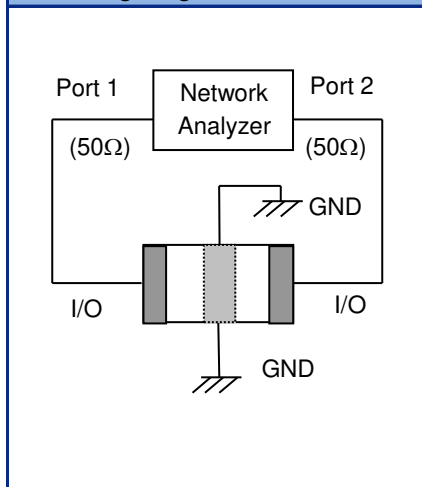 Port 1
Network
Analyzer
Port 2
(50Ω)
(50Ω)
GND
I/O
I/O
GND